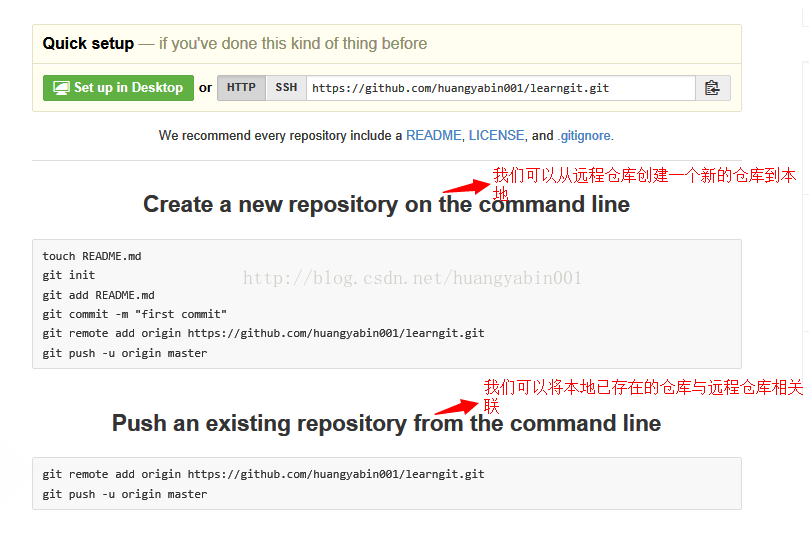 Quick setup — if you've done this kind of thing before
Set up in Desktop or HTTP SSH https://github.com/huangyabin001/learngit.git
We recommend every repository include a README, LICENSE, and .gitignore.
我们可以从远程仓库创建一个新的仓库到本
地
Create a new repository on the command line
touch README.md
git init
http://blog.csdn.net/huangyabin001
git add README.md
git commit -m "first commit"
git remote add origin https://github.com/huangyabin001/learngit.git
git push -u origin master
我们可以将本地已存在的仓库与远程仓库相关
联
Push an existing repository from the command line
git remote add origin https://github.com/huangyabin001/learngit.git
git push -u origin master